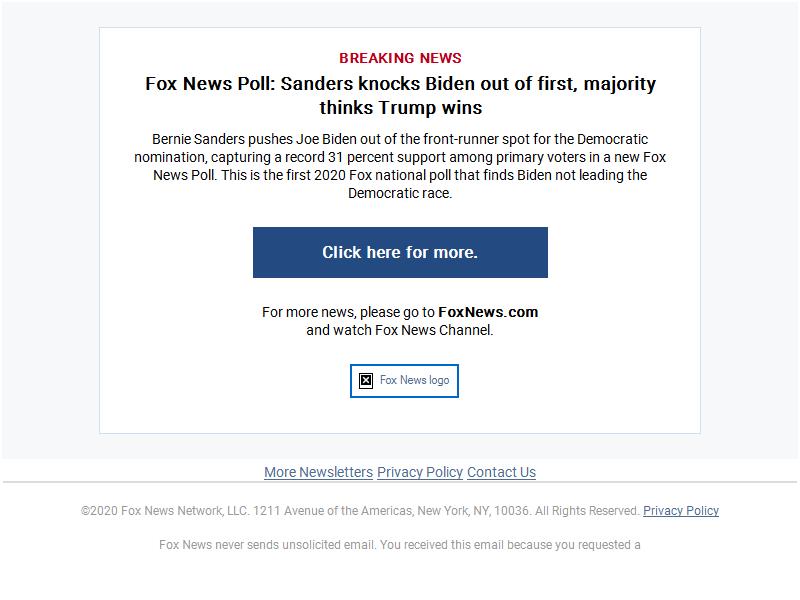 BREAKING NEWS
Fox News Poll: Sanders knocks Biden out of first, majority
thinks Trump wins
Bernie Sanders pushes Joe Biden out of the front-runner spot for the Democratic
nomination, capturing a record 31 percent support among primary voters in a new Fox
News Poll. This is the first 2020 Fox national poll that finds Biden not leading the
Democratic race.
Click here for more.
For more news, please go to FoxNews.com
and watch Fox News Channel.
Fox News logo
More Newsletters Privacy Policy Contact Us
©2020 Fox News Network, LLC. 1211 Avenue of the Americas, New York, NY, 10036. All Rights Reserved. Privacy Policy
Fox News never sends unsolicited email. You received this email because you requested a